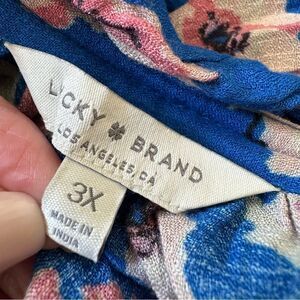 LUCKY BRAND
LOS ANGELES, CA
3X
MADE IN
INDIA